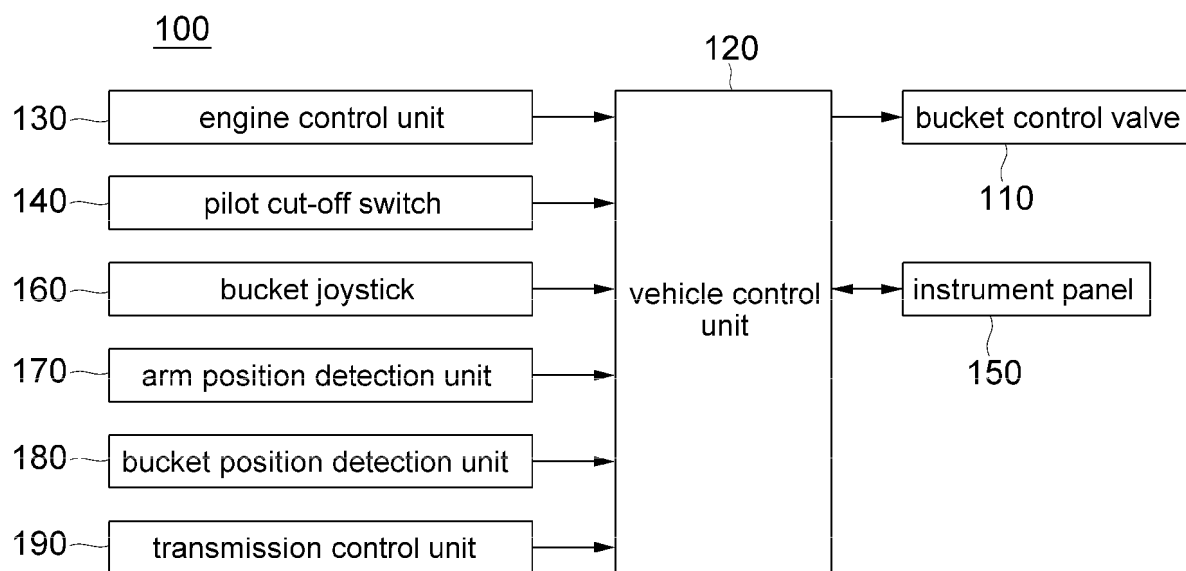 100
120
130 engine control unit
bucket control valve
110
140 pilot cut-off switch
160 bucket joystick
vehicle control
unit
instrument panel
150
170 arm position detection unit
180 bucket position detection unit
190 transmission control unit